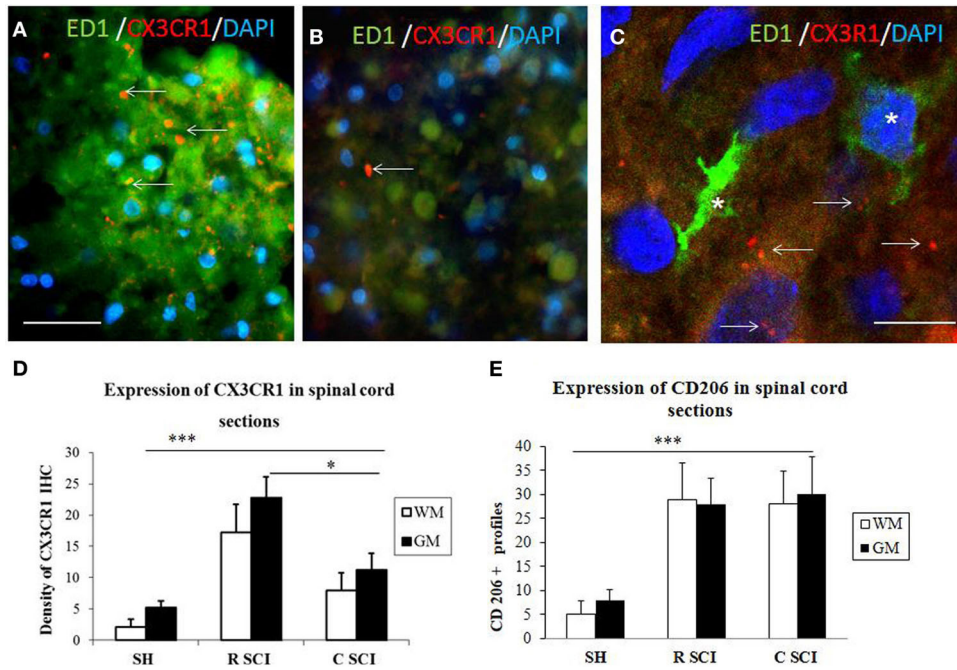 A
ED1 /CX3CR1/DAPI
B
ED1 /CX3CR1/DAPI
C
ED1 /CX3R1/DAPI
*
*
D
Expression of CX3CR1 in spinal cord
sections
***
*
Density of CX3CR1 IHC
30
25
20
15
10
5
0
SH
R SCI
C SCI
WM
GM
E
Expression of CD206 in spinal cord
sections
***
CD 206 + profiles
40
35
30
25
20
15
10
5
0
SH
R SCI
C SCI
WM
GM